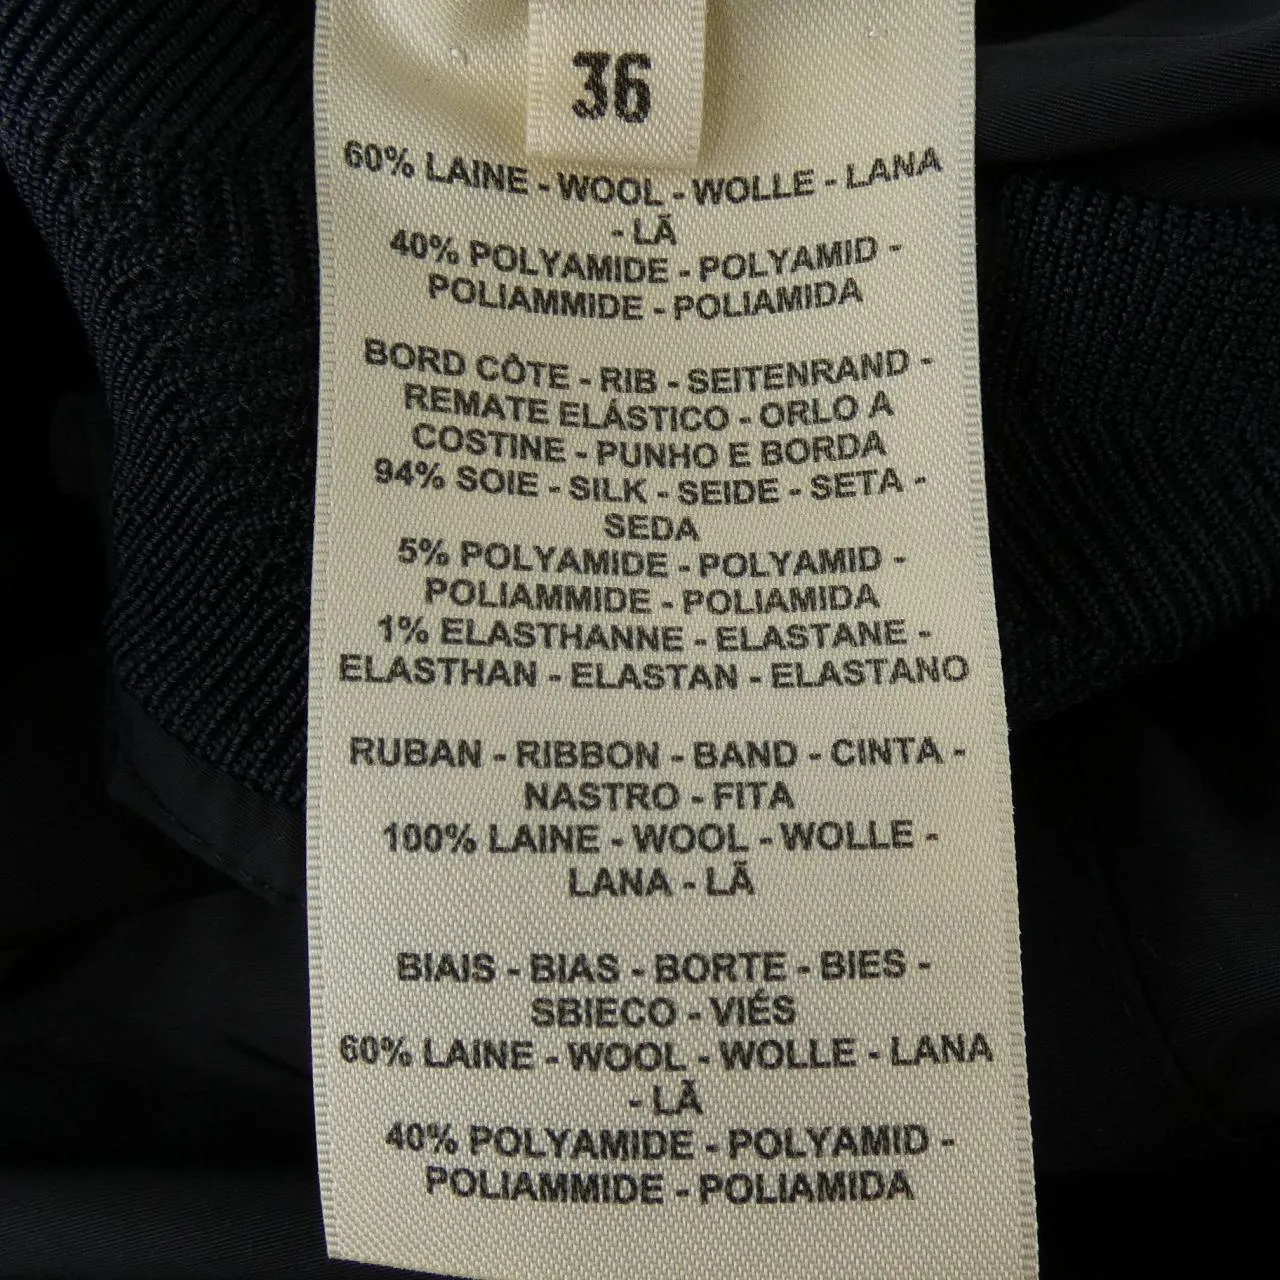 36
60% LAINE - WOOL - WOLLE - LANA
- LÃ
40% POLYAMIDE - POLYAMID -
POLIAMMIDE - POLIAMIDA
BORD CÔTE - RIB - SEITENRAND -
REMATE ELÁSTICO - ORLO A
COSTINE - PUNHO E BORDA
94% SOIE - SILK - SEIDE - SETA -
SEDA
5% POLYAMIDE - POLYAMID -
POLIAMMIDE - POLIAMIDA
1% ELASTHANNE - ELASTANE -
ELASTHAN - ELASTAN - ELASTANO
RUBAN - RIBBON - BAND - CINTA -
NASTRO - FITA
100% LAINE - WOOL - WOLLE -
LANA - LÃ
BIAIS - BIAS - BORTE - BIES -
SBIECO - VIÉS
60% LAINE - WOOL - WOLLE - LANA
- LÃ
40% POLYAMIDE - POLYAMID -
POLIAMMIDE - POLIAMIDA